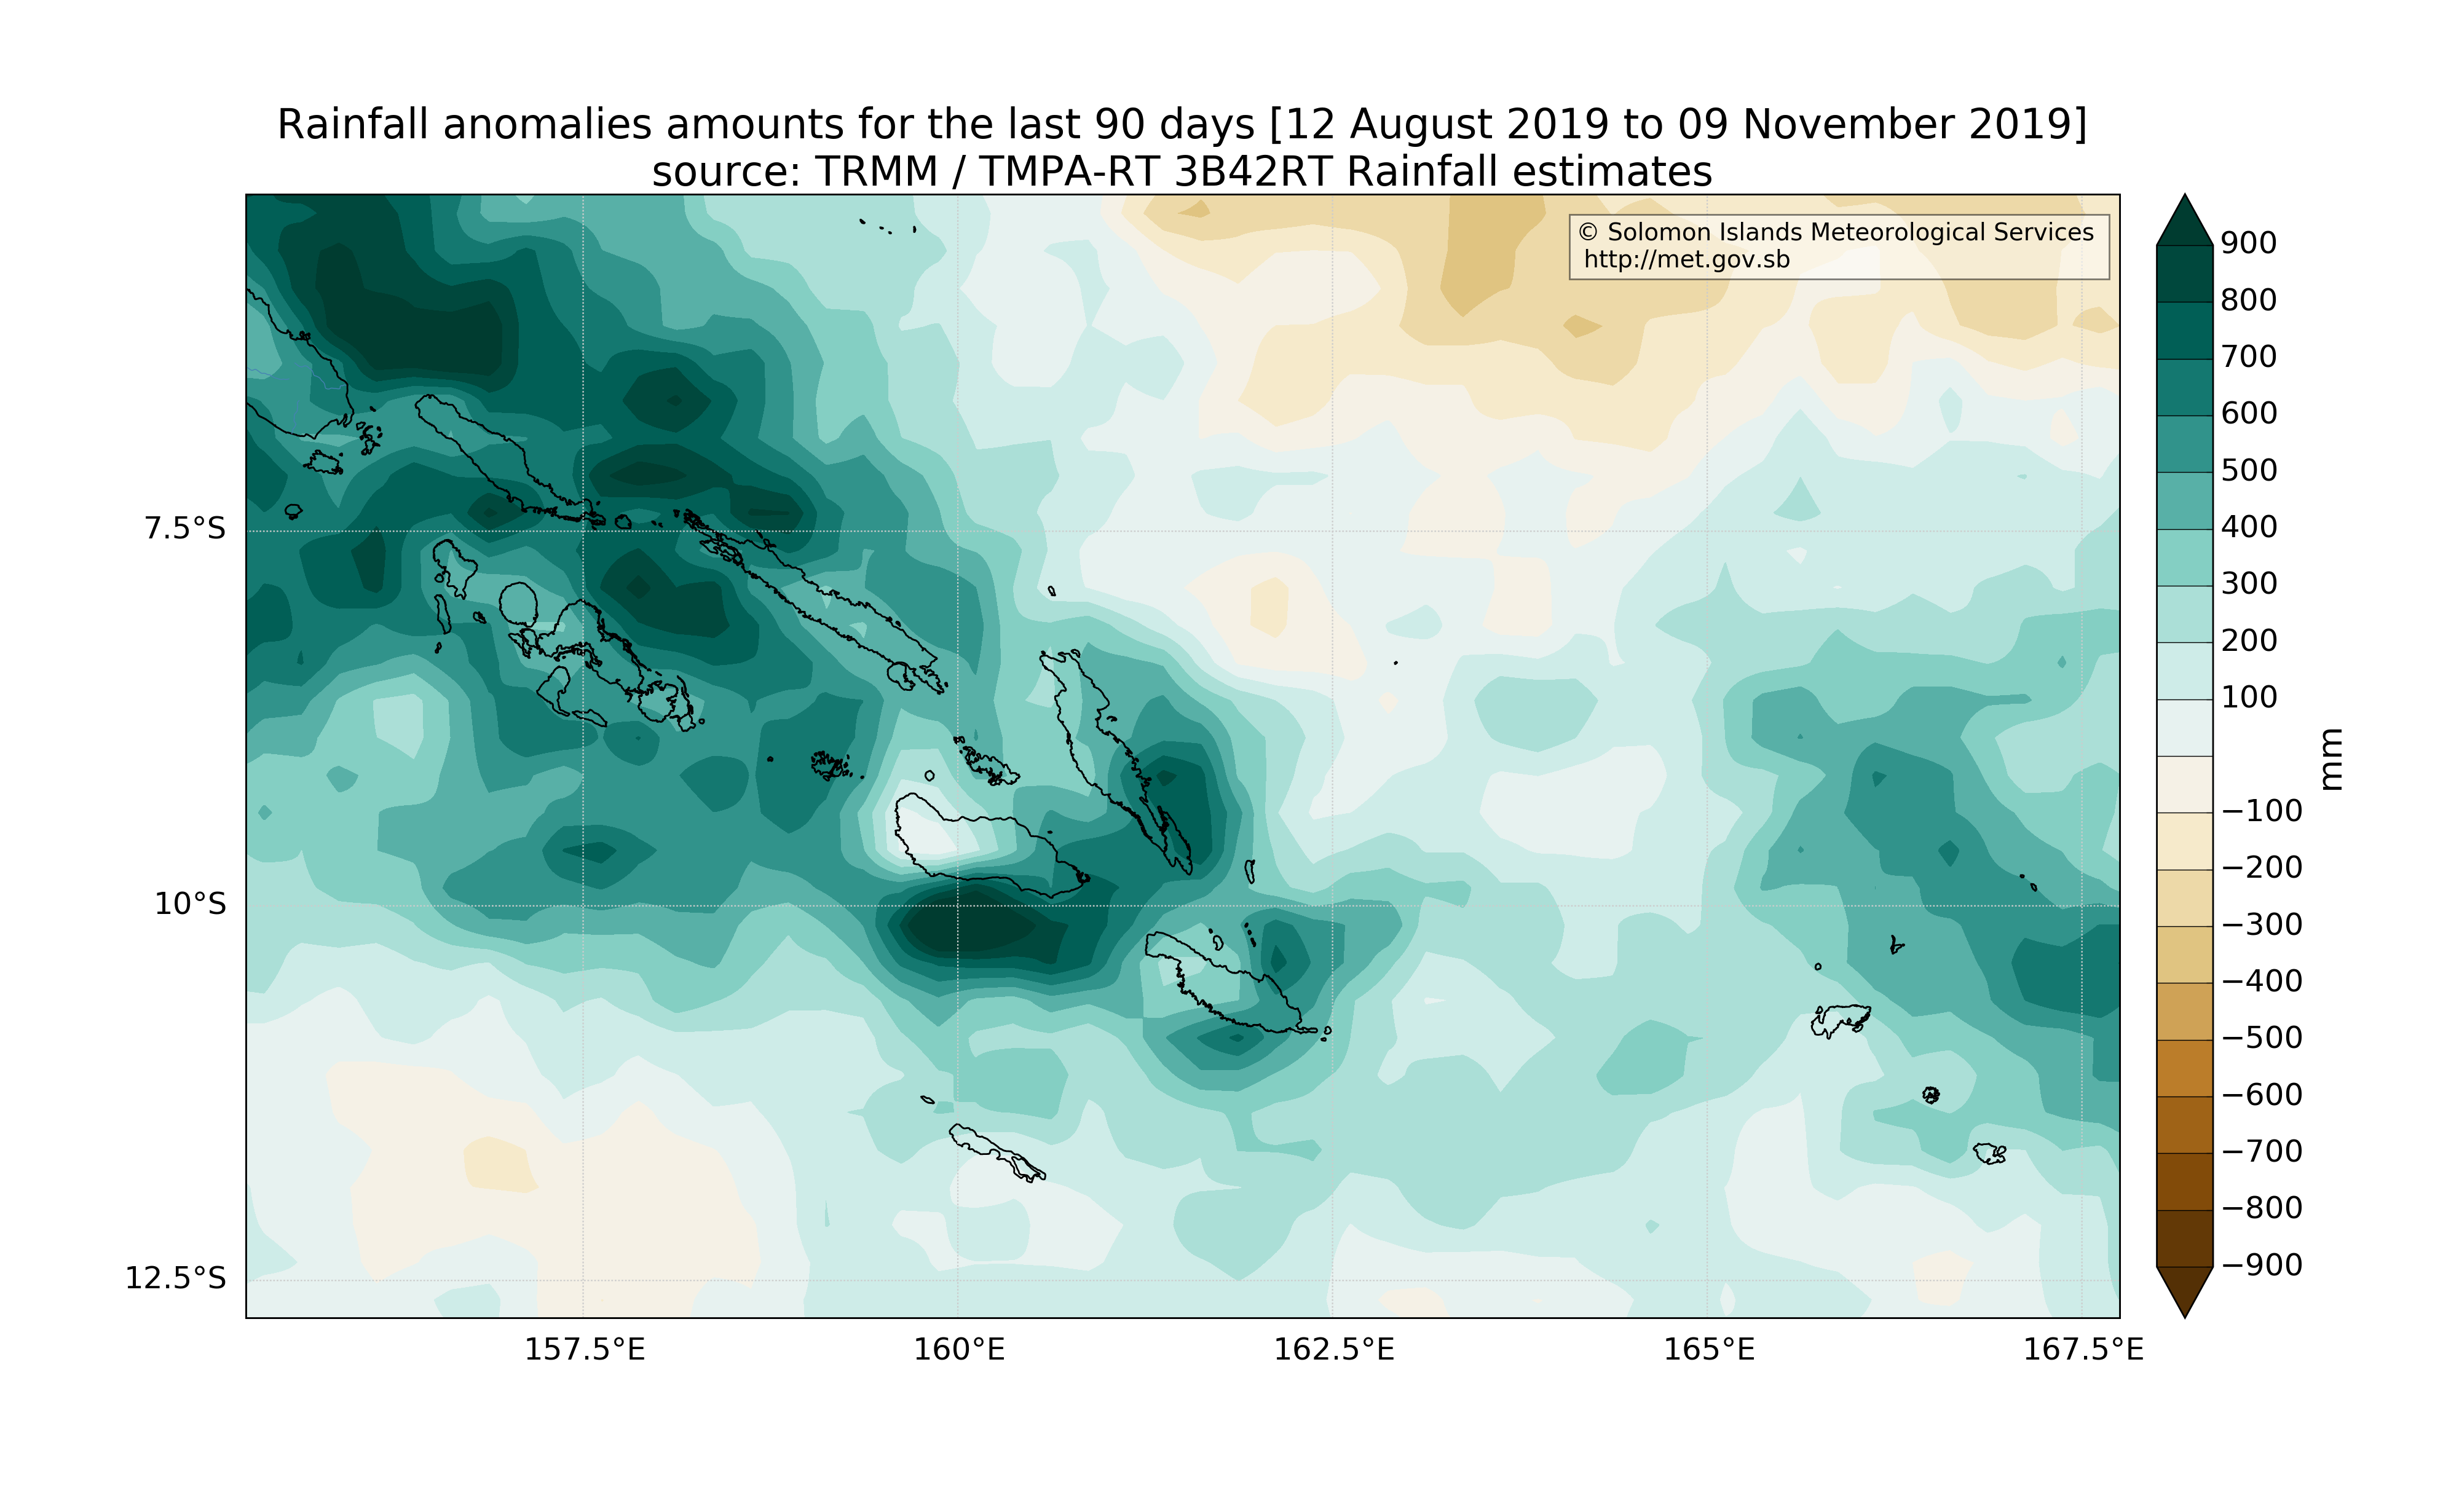 Rainfall anomalies amounts for the last 90 days [12 August 2019 to 09 November 2019]
source: TRMM / TMPA-RT 3B42RT Rainfall estimates
© Solomon Islands Meteorological Services
http://met.gov.sb
7.5°S
10°S
12.5°S
157.5°E
160°E
162.5°E
165°E
167.5°E
900
800
700
600
500
400
300
200
100
−100
−200
−300
−400
−500
−600
−700
−800
−900
mm